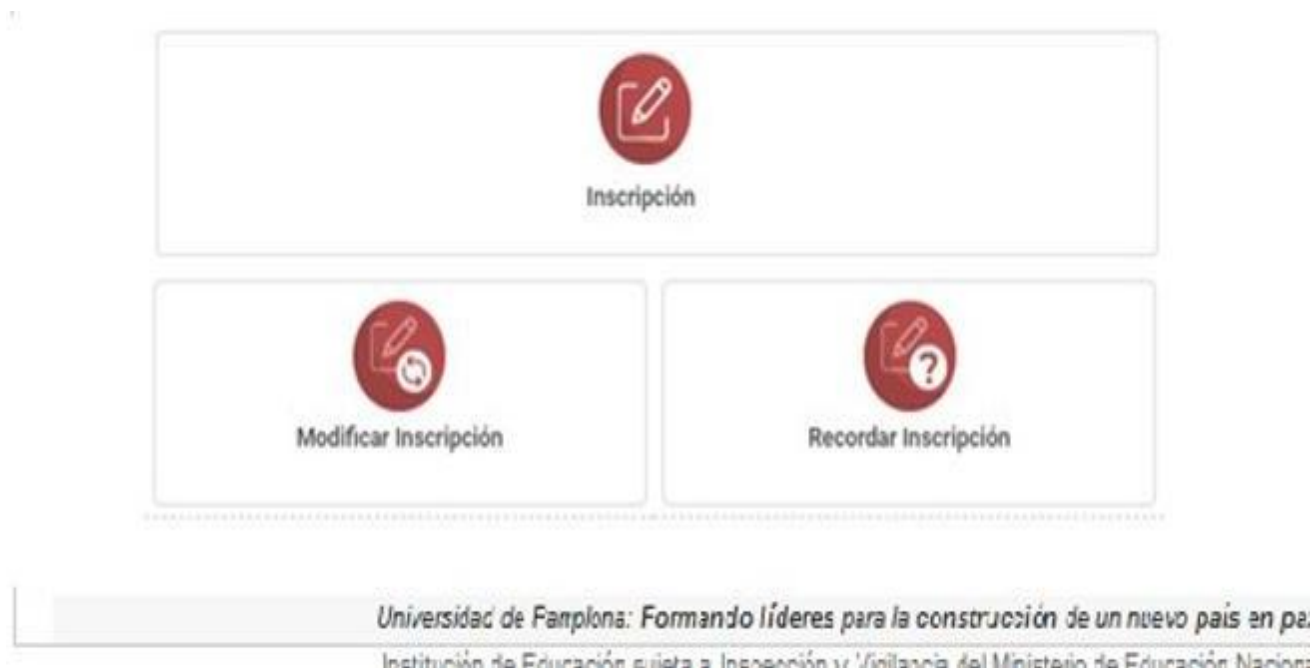 Inscripción
Modificar Inscripción
Recordar Inscripción
Universidad de Pamplona: Formando líderes para la construcción de un nuevo país en paz
Institución de Educación sujeta a Inspección y Vigilancia del Ministerio de Educación